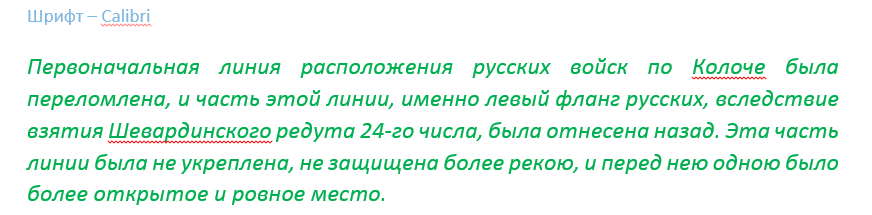 Шрифт – Calibri
Первоначальная линия расположения русских войск по Колоче была
переломлена, и часть этой линии, именно левый фланг русских, вследствие
взятия Шевардинского редута 24-го числа, была отнесена назад. Эта часть
линии была не укреплена, не защищена более рекою, и перед нею одною было
более открытое и ровное место.